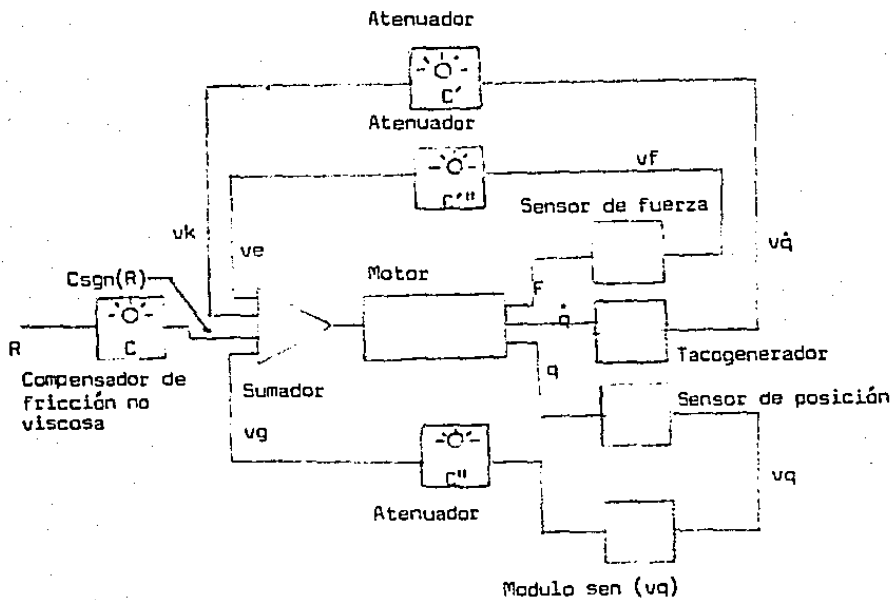 Atenuador
C'
Atenuador
C'"
vf
Sensor de fuerza
vk
ve
vq̇
Csgn(R)
Motor
F
q̇
R
C
Sumador
q
Tacogenerador
Compensador de
fricción no
viscosa
Sensor de posición
vg
C"
vq
Atenuador
Modulo sen (vq)